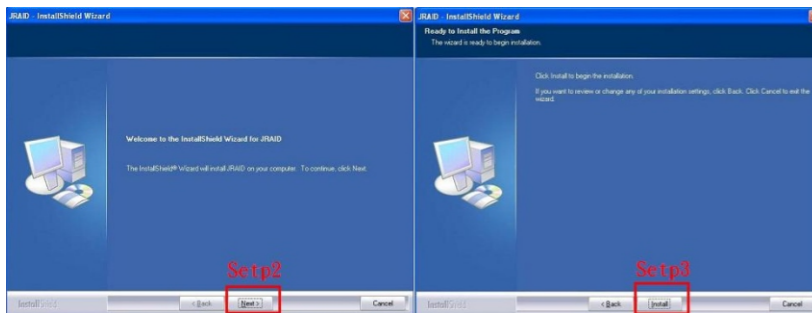 JRAID - InstallShield Wizard
Welcome to the InstallShield Wizard for JRAID
The InstallShield® Wizard will install JRAID on your computer. To continue, click Next.
Setp2
InstallShield
< Back
Next >
Cancel
JRAID - InstallShield Wizard
Ready to Install the Program
The wizard is ready to begin installation.
Click Install to begin the installation.
If you want to review or change any of your installation settings, click Back. Click Cancel to exit the
wizard.
Setp3
InstallShield
< Back
Install
Cancel